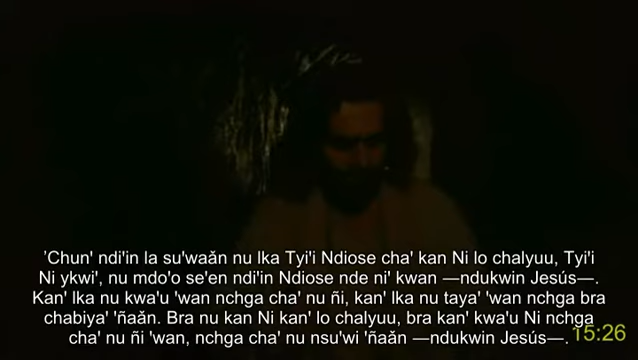 'Chun' ndi'in la su'waǎn nu lka Tyi'i Ndiose cha' kan Ni lo chalyuu, Tyi'i
Ni ykwi', nu mdo'o se'en ndi'in Ndiose nde ni' kwan —ndukwin Jesús—.
Kan' lka nu kwa'u 'wan nchga cha' nu ñi, kan' lka nu taya' 'wan nchga bra
chabiya' 'ñaǎn. Bra nu kan Ni kan' lo chalyuu, bra kan' kwa'u Ni nchga
cha' nu ñi 'wan, nchga cha' nu nsu'wi 'ñaǎn —ndukwin Jesús—.
15:26